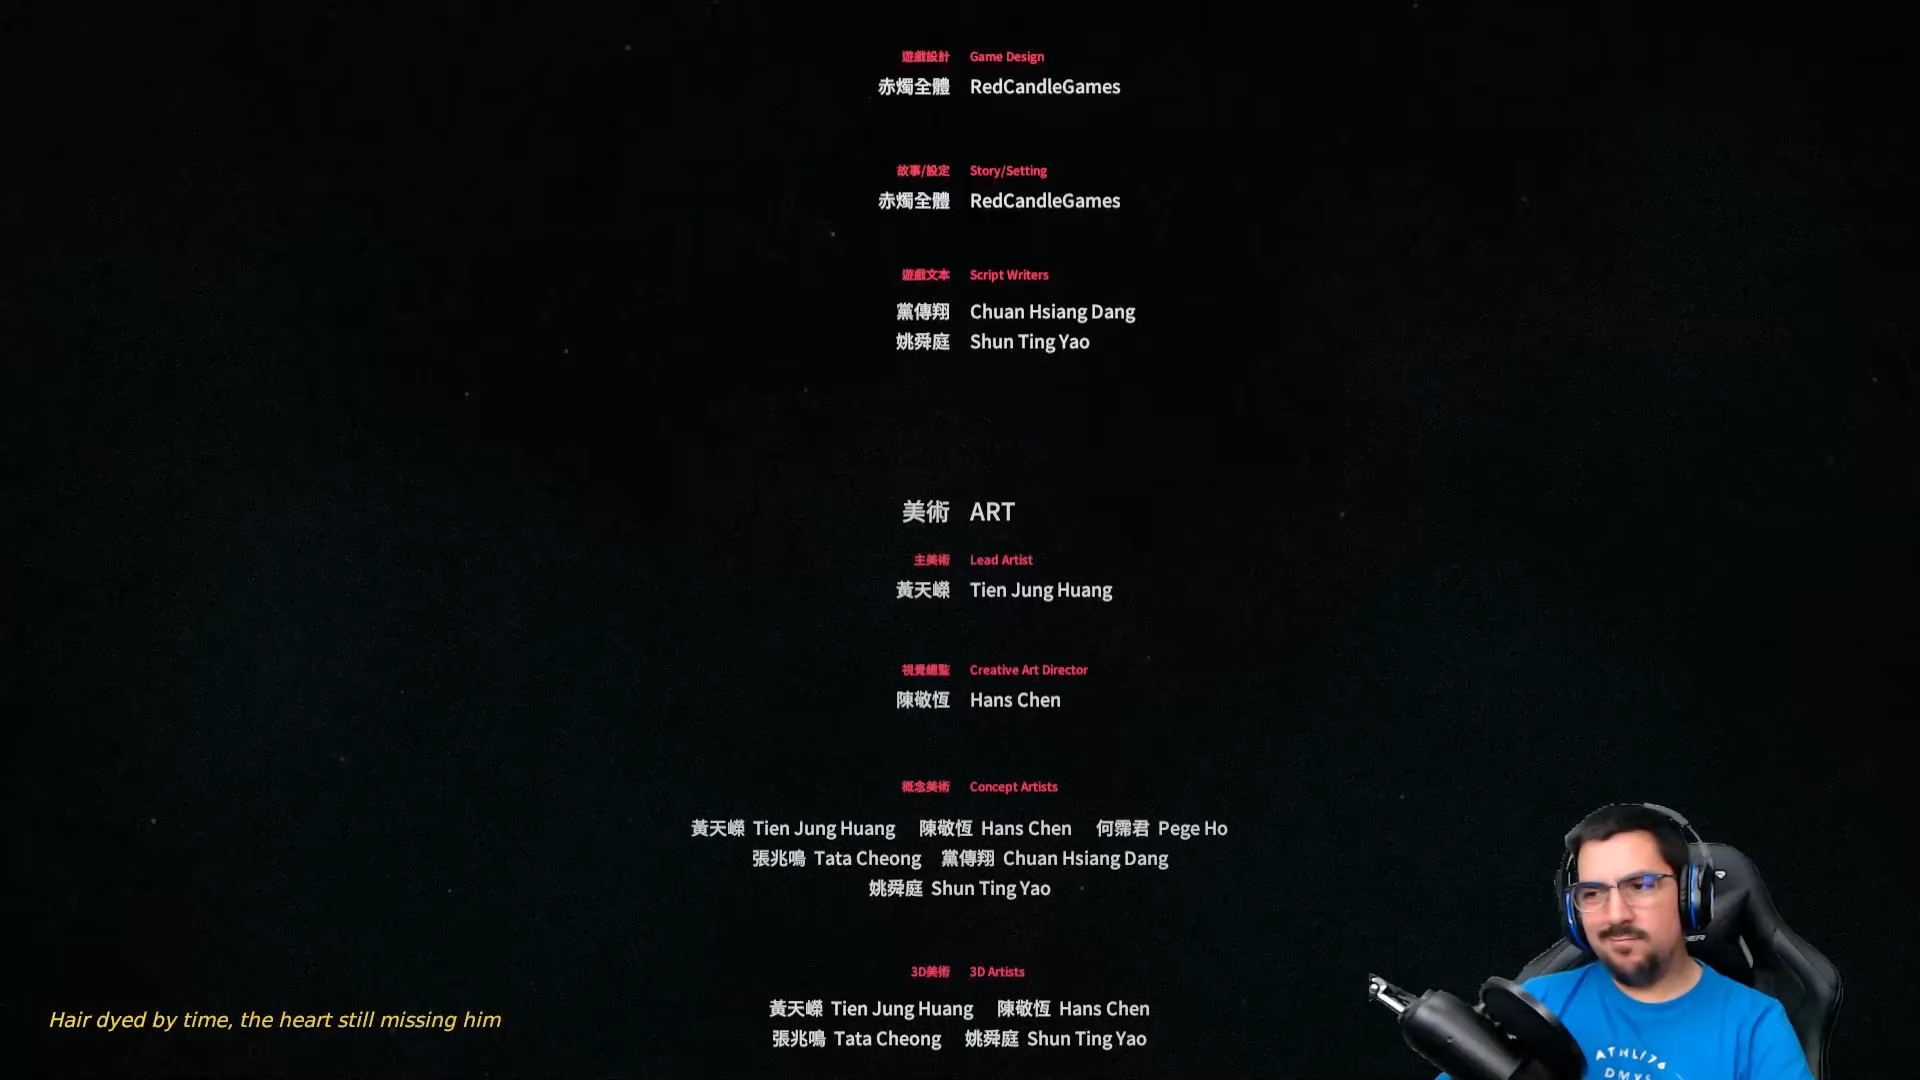 遊戲設計 Game Design
赤燭全體 RedCandleGames
故事/設定 Story/Setting
赤燭全體 RedCandleGames
遊戲文本 Script Writers
黨傳翔 Chuan Hsiang Dang
姚舜庭 Shun Ting Yao
美術 ART
主美術 Lead Artist
黃天嶸 Tien Jung Huang
視覺總監 Creative Art Director
陳敬恆 Hans Chen
概念美術 Concept Artists
黃天嶸 Tien Jung Huang 陳敬恆 Hans Chen 何霈君 Pege Ho
張兆鳴 Tata Cheong 黨傳翔 Chuan Hsiang Dang
姚舜庭 Shun Ting Yao
3D美術 3D Artists
黃天嶸 Tien Jung Huang 陳敬恆 Hans Chen
張兆鳴 Tata Cheong 姚舜庭 Shun Ting Yao
Hair dyed by time, the heart still missing him